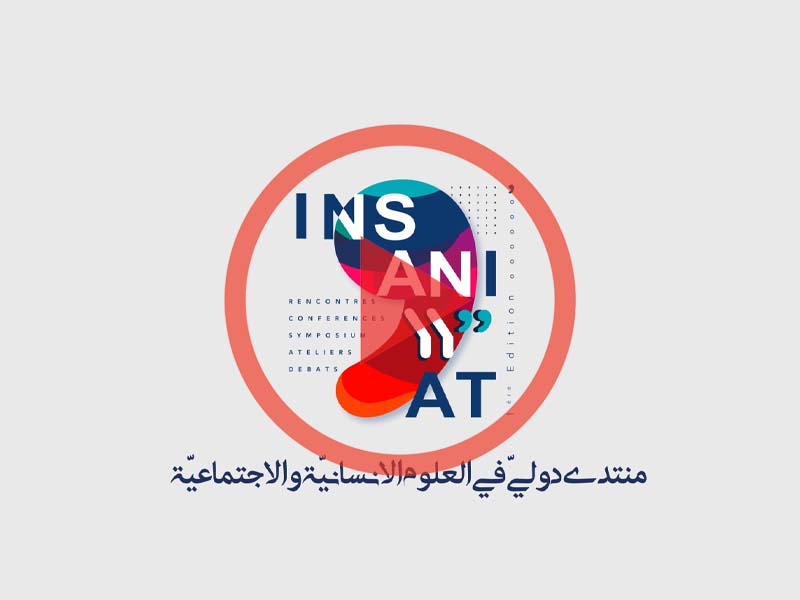 INS
ANI
AT
RENCONTRES
CONFERENCES
SYMPOSIUM
ATELIERS
DEBATS
1ère Edition
منتدى دوليّ في العلوم الانسانيّة والاجتماعيّة